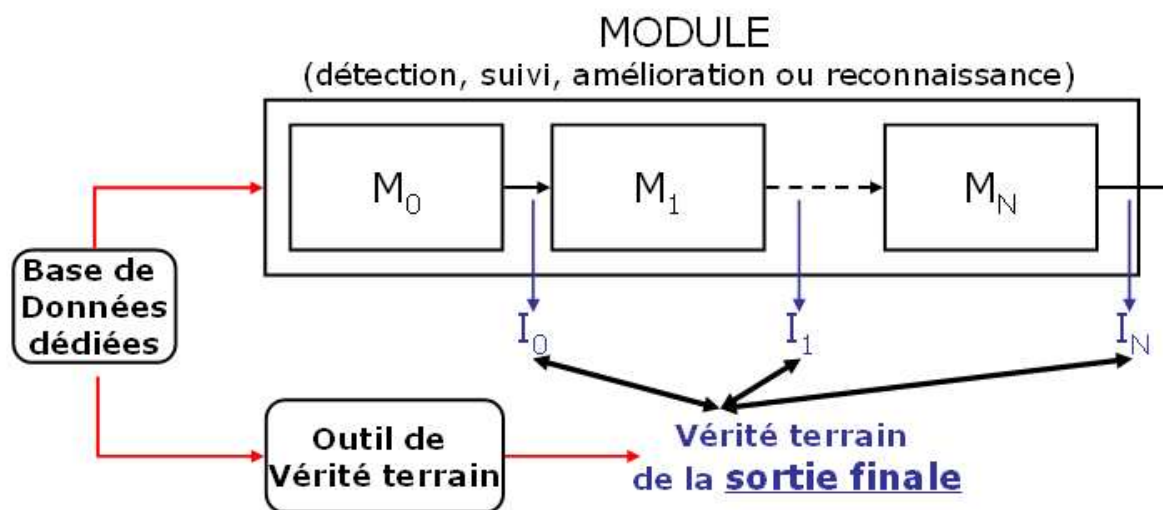 MODULE
(détection, suivi, amélioration ou reconnaissance)
M0
M1
MN
Base de
Données
dédiées
I0
I1
IN
Outil de
Vérité terrain
Vérité terrain
de la sortie finale